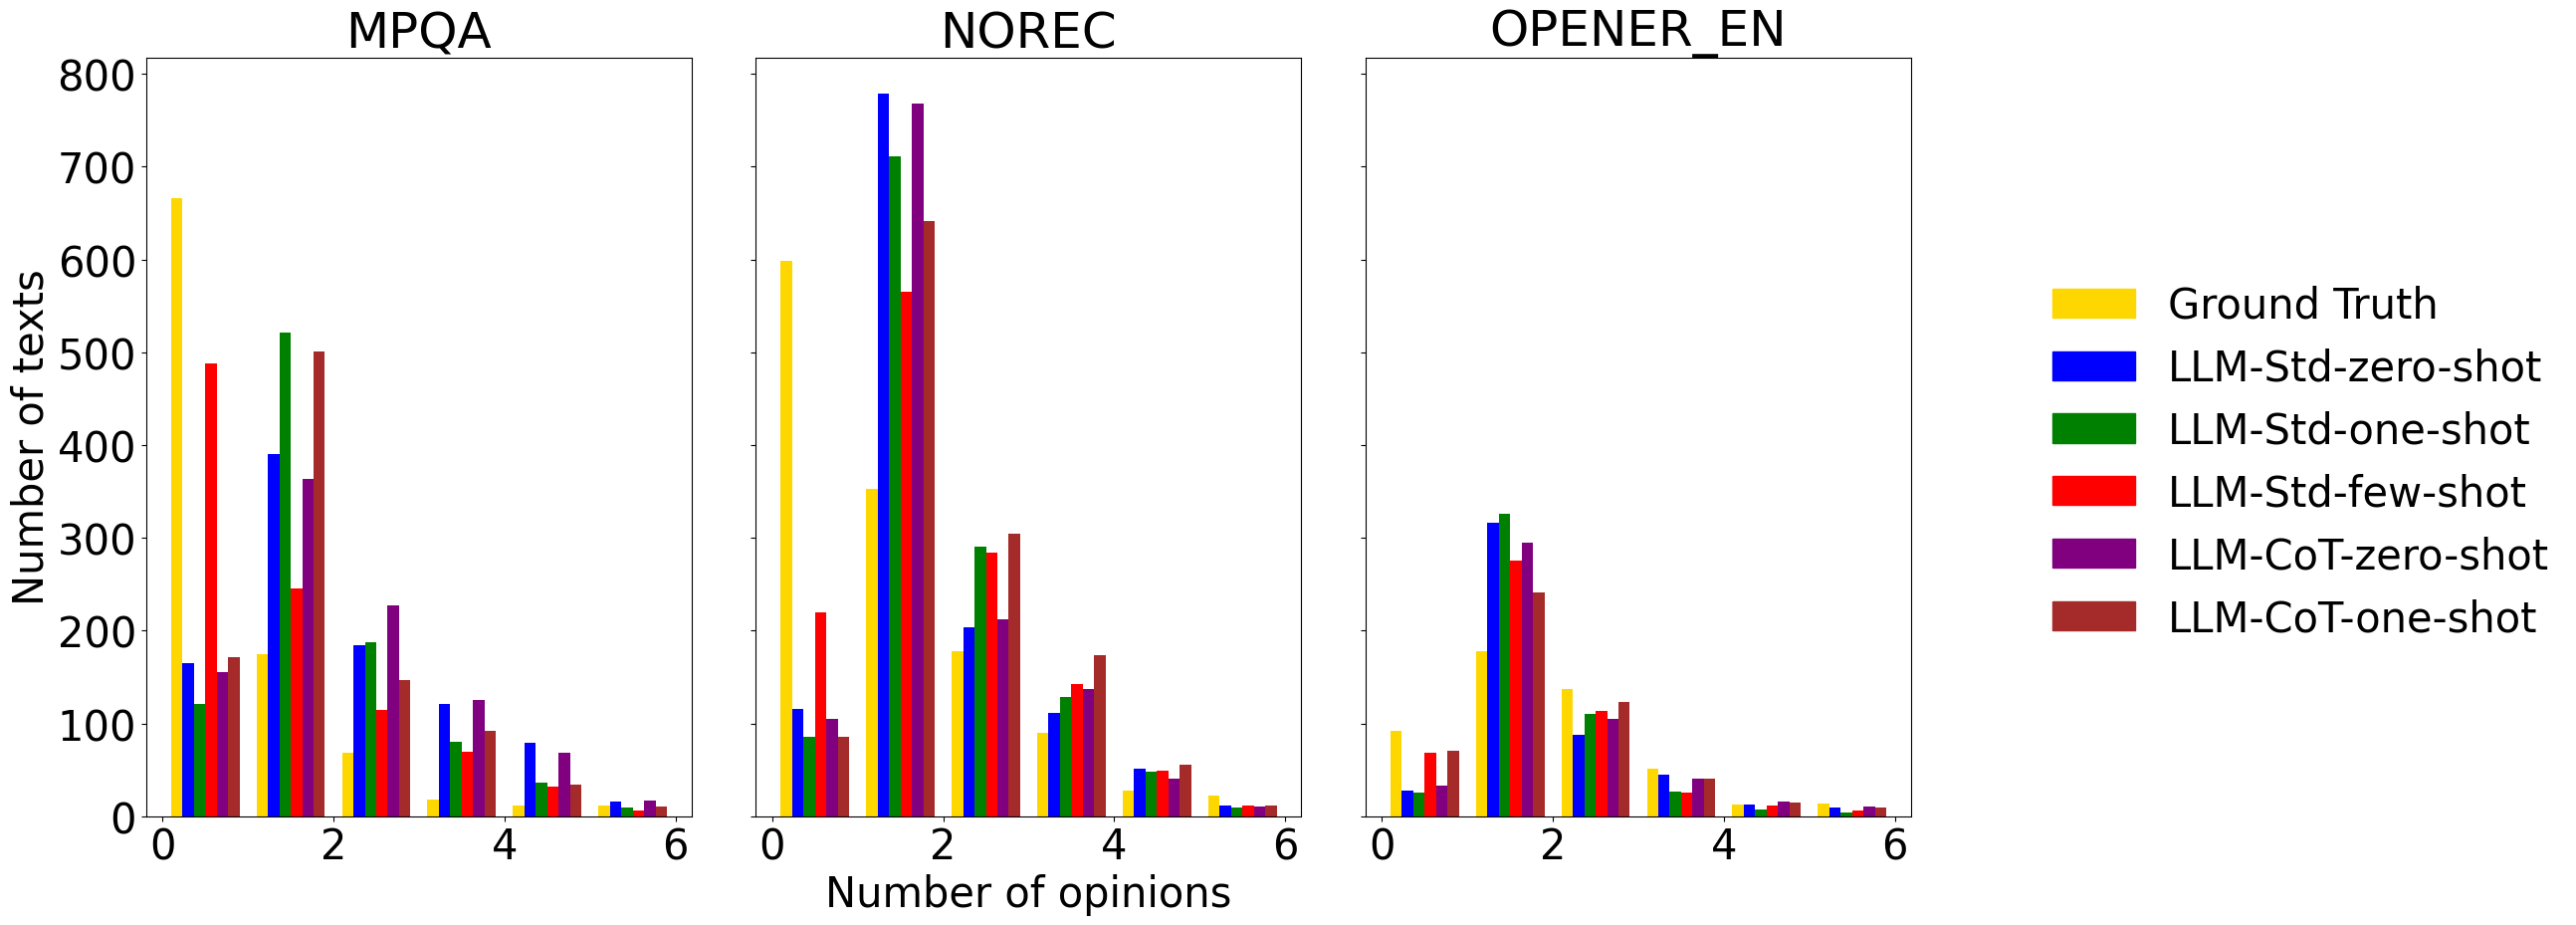 MPQA
NOREC
OPENER_EN
Number of texts
800
700
600
500
400
300
200
100
0
0 2 4 6
0 2 4 6
0 2 4 6
Number of opinions
Ground Truth
LLM-Std-zero-shot
LLM-Std-one-shot
LLM-Std-few-shot
LLM-CoT-zero-shot
LLM-CoT-one-shot